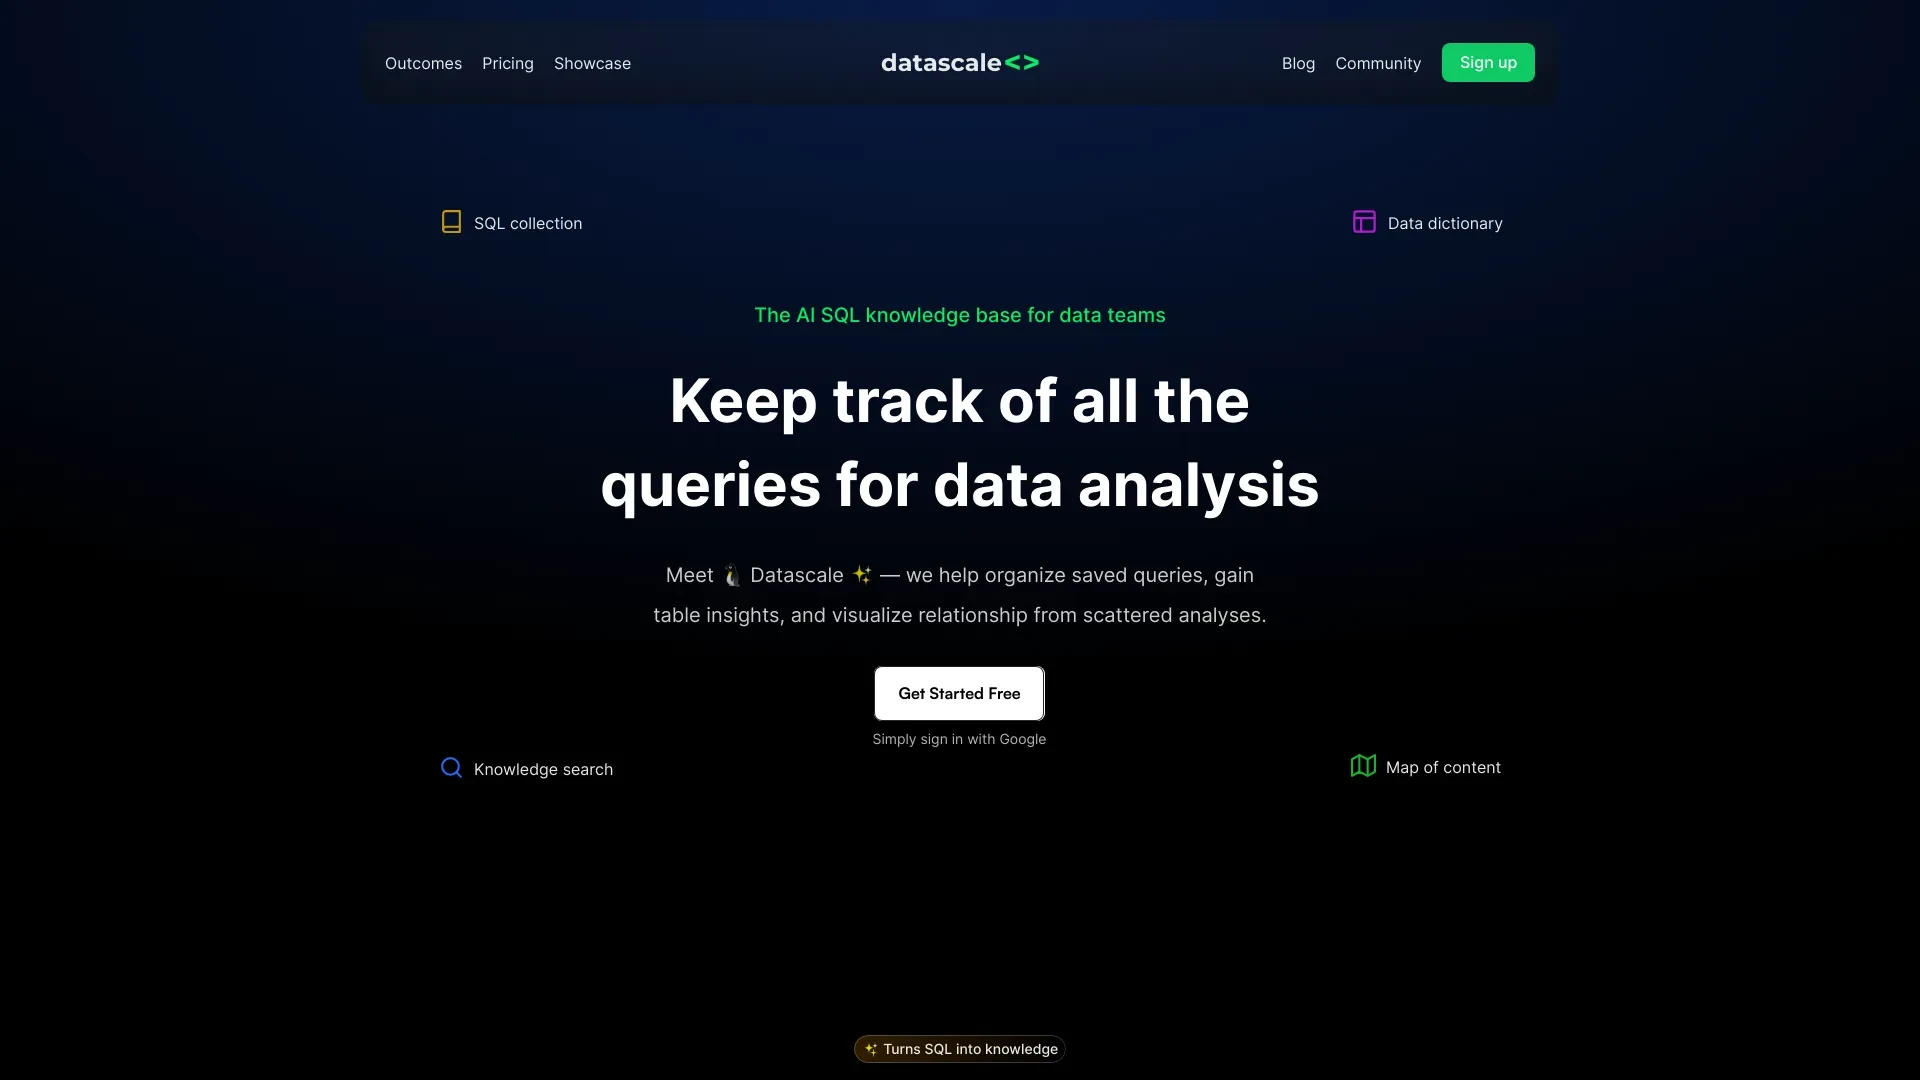 Outcomes Pricing Showcase datascale<> Blog Community Sign up
SQL collection
Data dictionary
The AI SQL knowledge base for data teams
Keep track of all the
queries for data analysis
Meet 🐧 Datascale ✨ — we help organize saved queries, gain
table insights, and visualize relationship from scattered analyses.
Get Started Free
Simply sign in with Google
Knowledge search
Map of content
✨ Turns SQL into knowledge